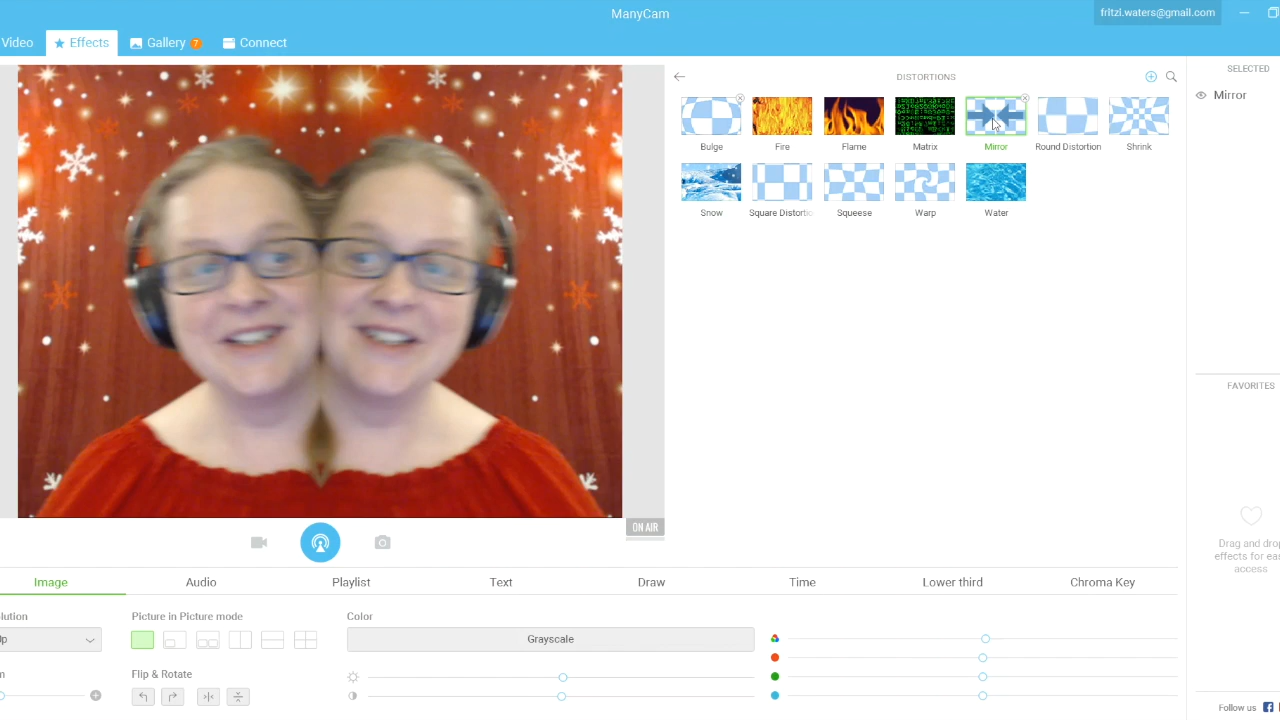 ManyCam
fritzi.waters@gmail.com
Video
Effects
Gallery 7
Connect
DISTORTIONS
SELECTED
Mirror
Bulge
Fire
Flame
Matrix
Mirror
Round Distortion
Shrink
Snow
Square Distortio
Squeese
Warp
Water
FAVORITES
ON AIR
Drag and drop
effects for eas
access
Image
Audio
Playlist
Text
Draw
Time
Lower third
Chroma Key
lution
Picture in Picture mode
Color
Grayscale
Flip & Rotate
Follow us